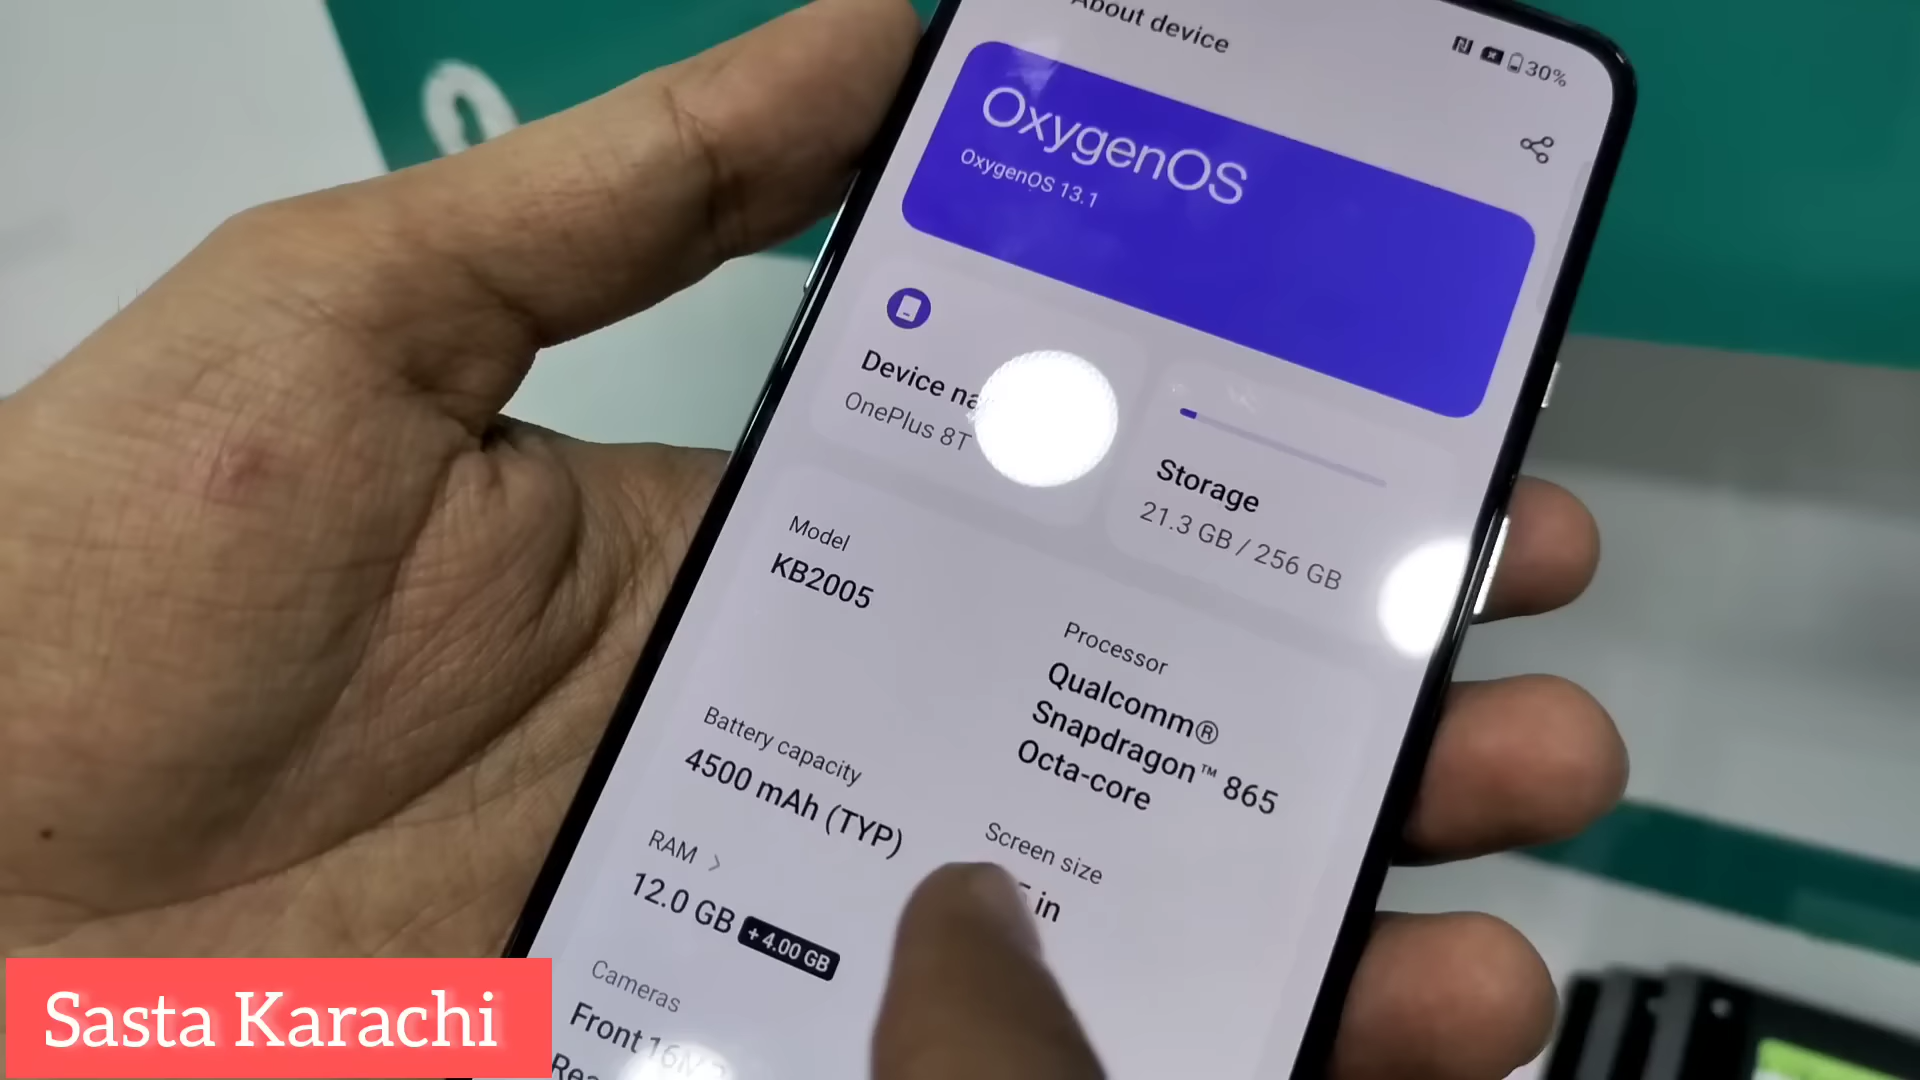 About device
30%
OxygenOS
OxygenOS 13.1
Device
OnePlus 8T
Storage
21.3 GB / 256 GB
Model
KB2005
Processor
Qualcomm®
Snapdragon™ 865
Octa-core
Battery capacity
4500 mAh (TYP)
Screen size
in
RAM >
12.0 GB + 4.00 GB
Cameras
Front
Sasta Karachi